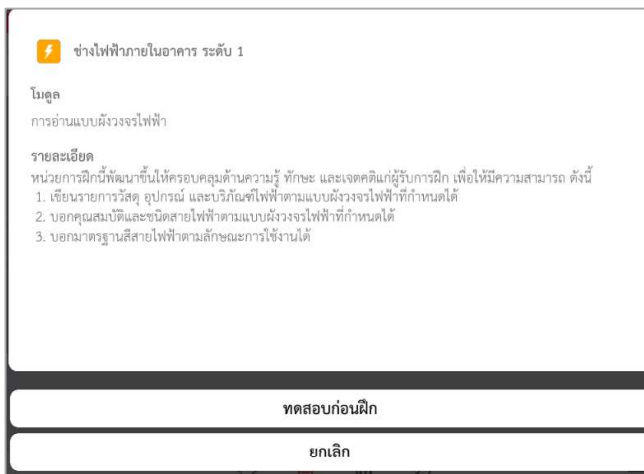 ช่างไฟฟ้าภายในอาคาร ระดับ 1
โมดูล
การอ่านแบบผังวงจรไฟฟ้า
รายละเอียด
หน่วยการฝึกนี้พัฒนาขึ้นให้ครอบคลุมด้านความรู้ ทักษะ และเจตคติแก่ผู้รับการฝึก เพื่อให้มีความสามารถ ดังนี้
1. เขียนรายการวัสดุ อุปกรณ์ และบริภัณฑ์ไฟฟ้าตามแบบผังวงจรไฟฟ้าที่กำหนดได้
2. บอกคุณสมบัติและชนิดสายไฟฟ้าตามแบบผังวงจรไฟฟ้าที่กำหนดได้
3. บอกมาตรฐานสีสายไฟฟ้าตามลักษณะการใช้งานได้
ทดสอบก่อนฝึก
ยกเลิก